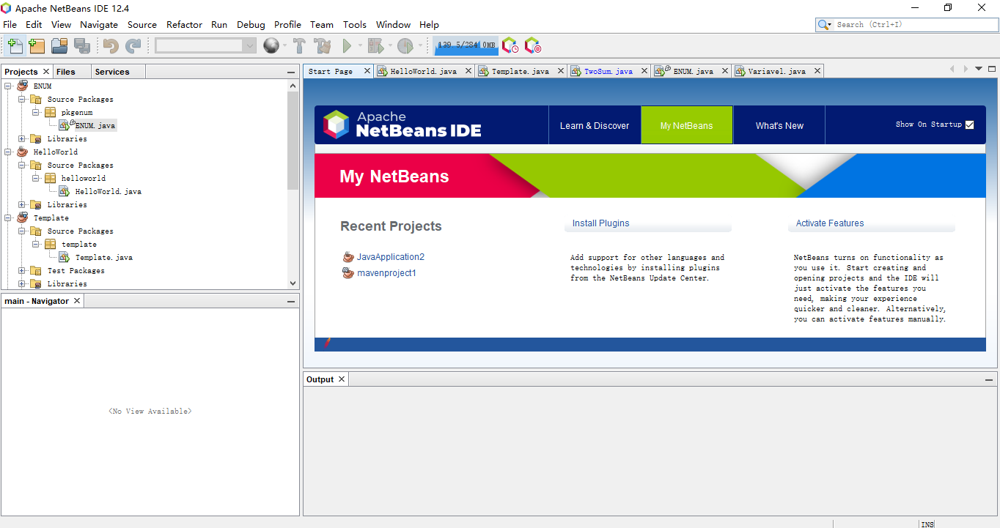 Apache NetBeans IDE 12.4
File Edit View Navigate Source Refactor Run Debug Profile Team Tools Window Help
Search (Ctrl+I)
139.5/284.0MB
Projects Files Services
ENUM
Source Packages
pkgenum
ENUM.java
Libraries
HelloWorld
Source Packages
helloworld
HelloWorld.java
Libraries
Template
Source Packages
template
Template.java
Test Packages
Libraries
main - Navigator
<No View Available>
Start Page HelloWorld.java Template.java TwoSum.java ENUM.java Variavel.java
Apache
NetBeans IDE
Learn & Discover My NetBeans What's New Show On Startup
My NetBeans
Recent Projects
JavaApplication2
mavenproject1
Install Plugins
Add support for other languages and
technologies by installing plugins
from the NetBeans Update Center.
Activate Features
NetBeans turns on functionality as
you use it. Start creating and
opening projects and the IDE will
just activate the features you
need, making your experience
quicker and cleaner. Alternatively,
you can activate features manually.
Output
INS